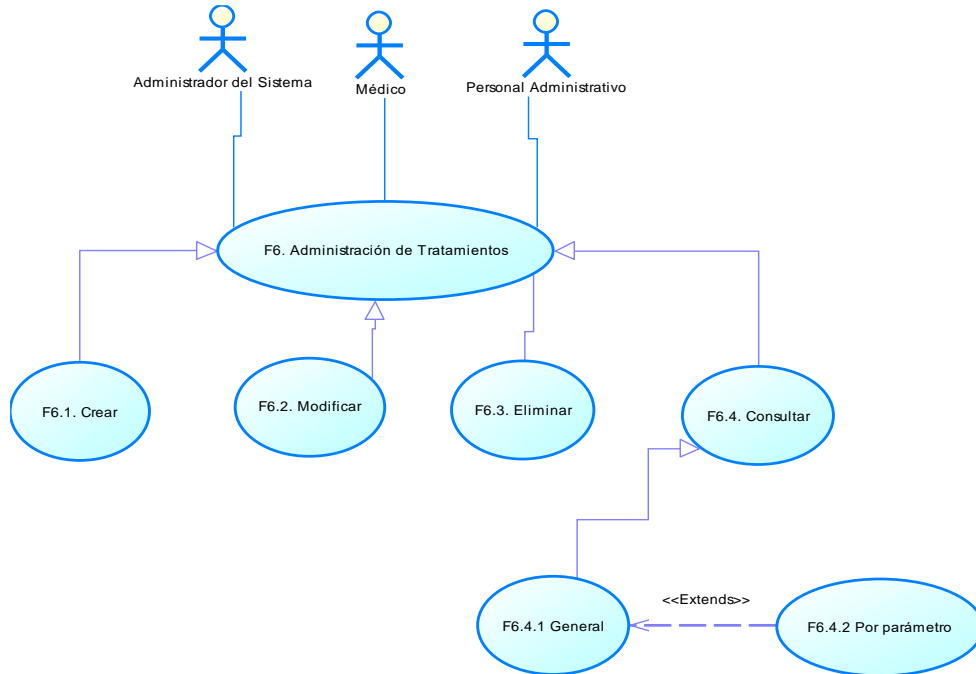 Administrador del Sistema
Médico
Personal Administrativo
F6. Administración de Tratamientos
F6.1. Crear
F6.2. Modificar
F6.3. Eliminar
F6.4. Consultar
<<Extends>>
F6.4.1 General
F6.4.2 Por parámetro